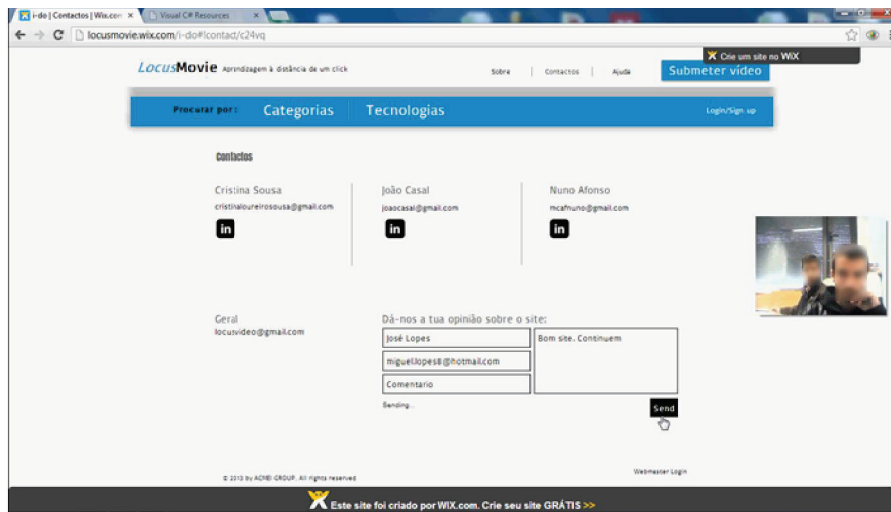 i-do | Contactos | Wix.com
Visual C# Resources
locusmovie.wix.com/i-do#!contact/c24vq
Crie um site no WiX
LocusMovie Aprendizagem à distância de um click
Sobre | Contactos | Ajuda
Submeter vídeo
Procurar por: Categorias Tecnologias Login/Sign up
Contactos
Cristina Sousa
cristinaloureirosousa@gmail.com
in
João Casal
joaocasal@gmail.com
in
Nuno Afonso
mcafnuno@gmail.com
in
Geral
locusvideo@gmail.com
Dá-nos a tua opinião sobre o site:
José Lopes
miguel.lopes8@hotmail.com
Comentario
Bom site. Continuem
Sending...
Send
© 2013 by ACNEI GROUP. All rights reserved
Webmaster Login
Este site foi criado por WIX.com. Crie seu site GRÁTIS >>